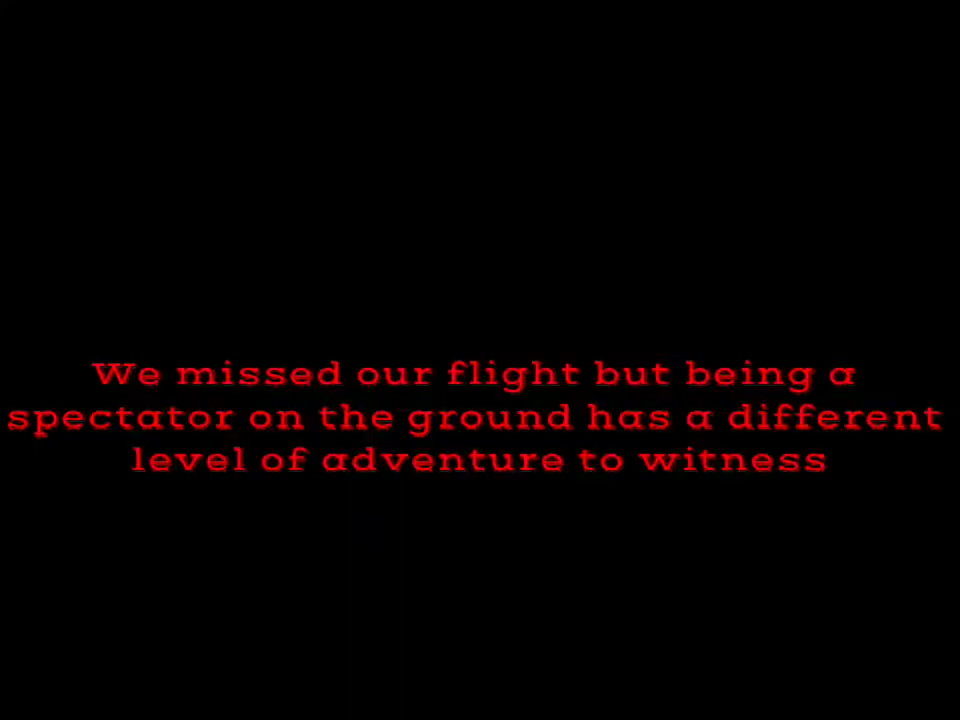 We missed our flight but being a
spectator on the ground has a different
level of adventure to witness